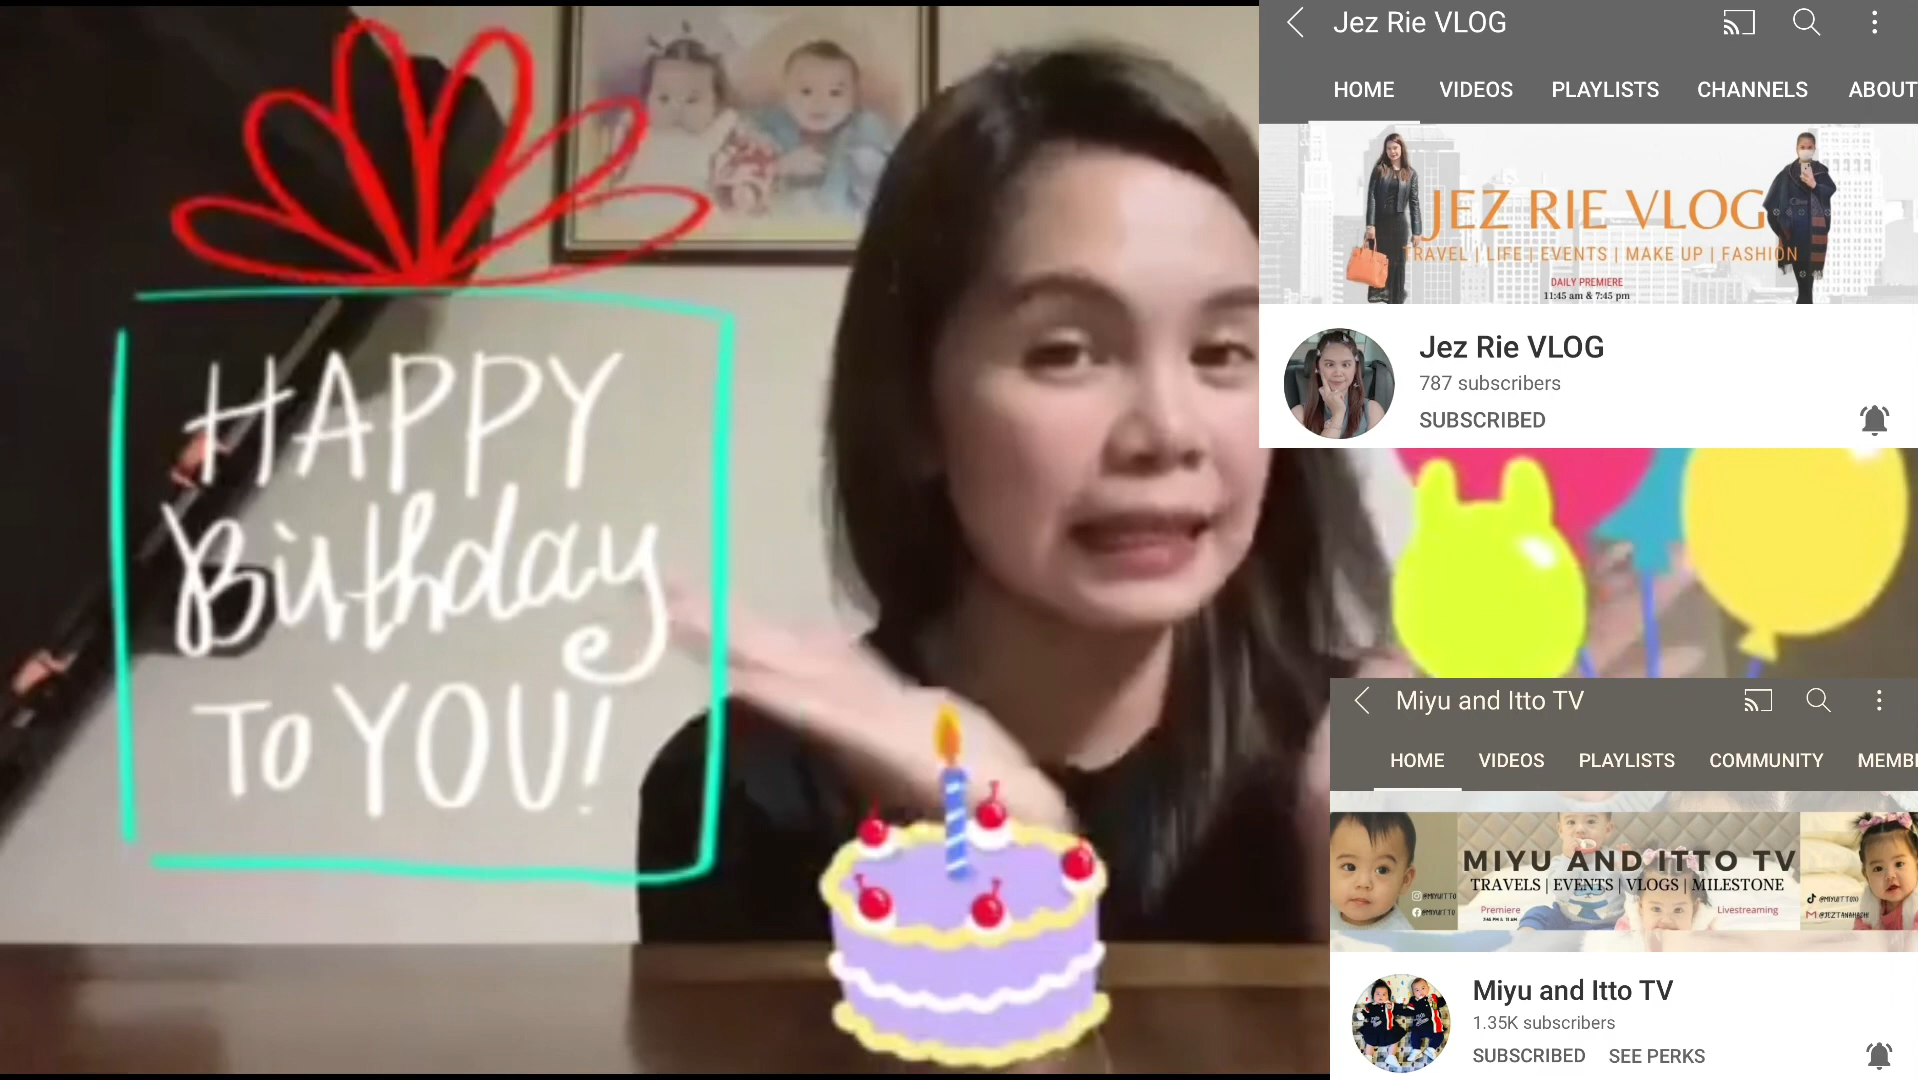 HAPPY
Birthday
TO YOU!
Jez Rie VLOG
HOME VIDEOS PLAYLISTS CHANNELS ABOUT
JEZ RIE VLOG
TRAVEL | LIFE | EVENTS | MAKE UP | FASHION
DAILY PREMIERE
11:45 am & 7:45 pm
Jez Rie VLOG
787 subscribers
SUBSCRIBED
Miyu and Itto TV
HOME VIDEOS PLAYLISTS COMMUNITY MEMBE
MIYU AND ITTO TV
TRAVELS | EVENTS | VLOGS | MILESTONE
@MIYUITTO
@MIYUITTO
Premiere
Livestreaming
Miyu and Itto TV
1.35K subscribers
SUBSCRIBED SEE PERKS